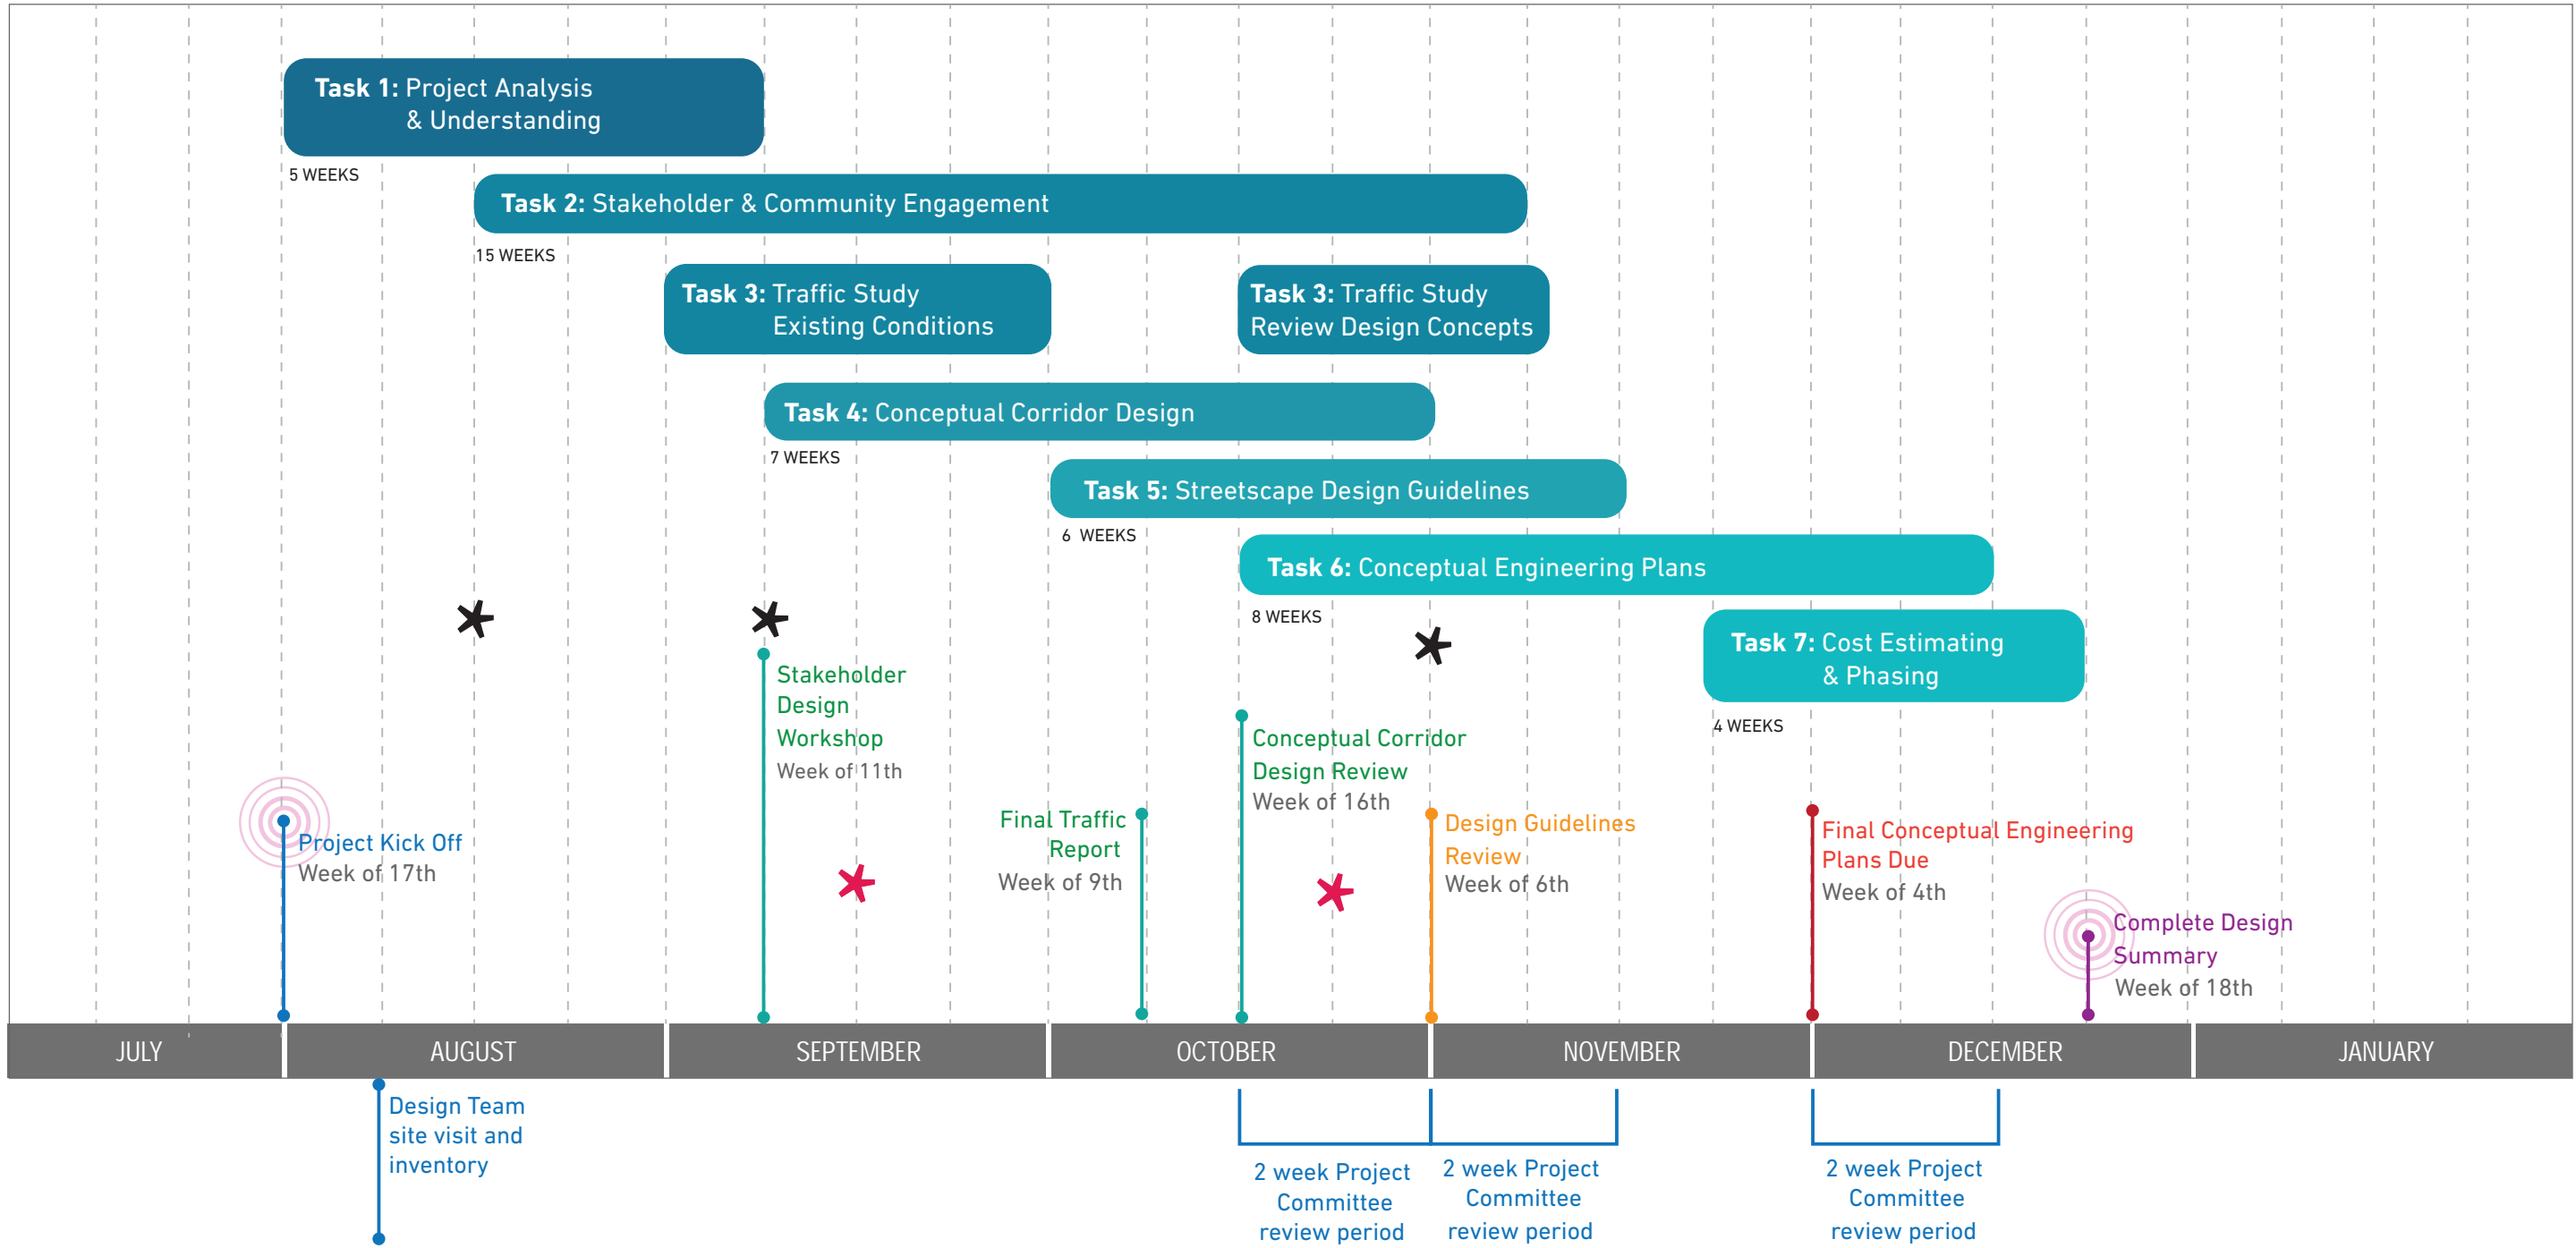 Task 1: Project Analysis
& Understanding
5 WEEKS
Task 2: Stakeholder & Community Engagement
15 WEEKS
Task 3: Traffic Study
Existing Conditions
Task 3: Traffic Study
Review Design Concepts
Task 4: Conceptual Corridor Design
7 WEEKS
Task 5: Streetscape Design Guidelines
6 WEEKS
Task 6: Conceptual Engineering Plans
8 WEEKS
Task 7: Cost Estimating
& Phasing
4 WEEKS
Stakeholder
Design
Workshop
Week of 11th
Conceptual Corridor
Design Review
Week of 16th
Project Kick Off
Week of 17th
Final Traffic
Report
Week of 9th
Design Guidelines
Review
Week of 6th
Final Conceptual Engineering
Plans Due
Week of 4th
Complete Design
Summary
Week of 18th
JULY
AUGUST
SEPTEMBER
OCTOBER
NOVEMBER
DECEMBER
JANUARY
Design Team
site visit and
inventory
2 week Project
Committee
review period
2 week Project
Committee
review period
2 week Project
Committee
review period